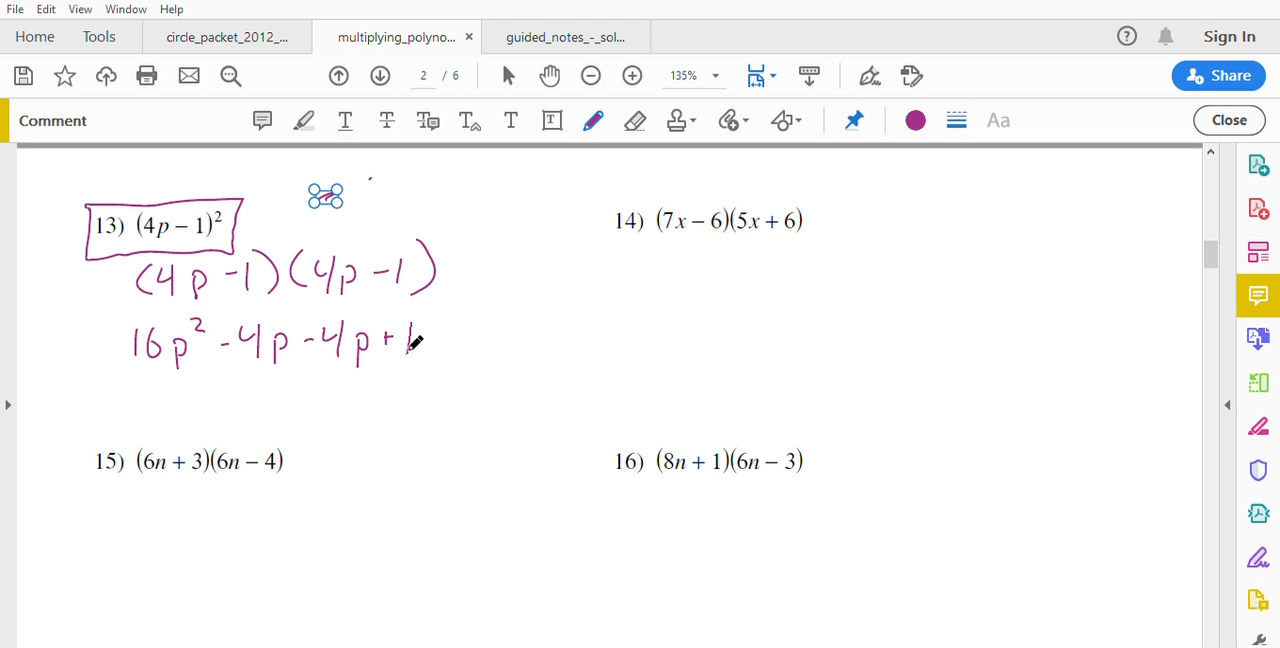 File Edit View Window Help
Home Tools circle_packet_2012_... multiplying_polyno... × guided_notes_-_sol... Sign In
2 / 6 135% Share
Comment Aa Close
13) (4p − 1)² 14) (7x − 6)(5x + 6)
(4p -1) (4p -1)
16p² - 4p - 4p + 1
15) (6n + 3)(6n − 4) 16) (8n + 1)(6n − 3)